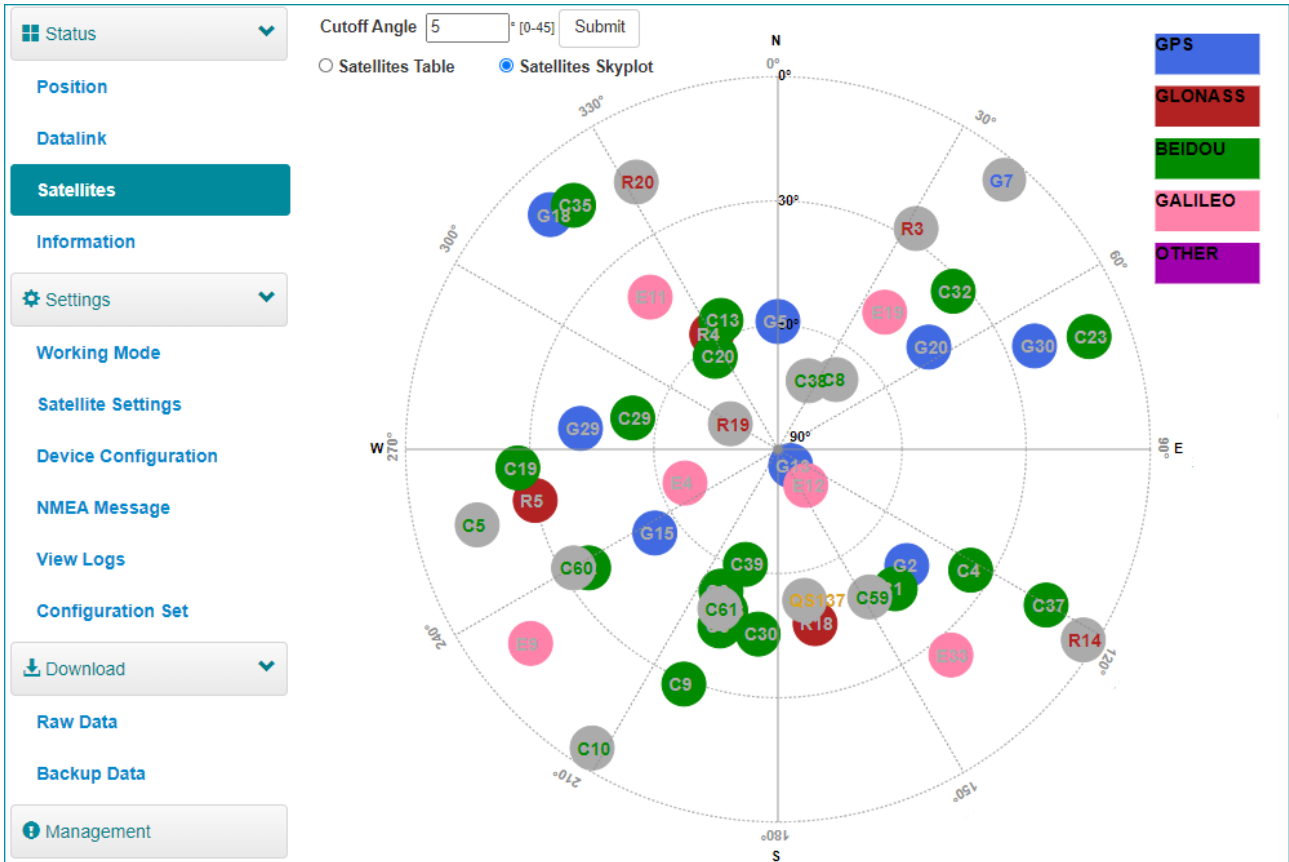 Status
Position
Datalink
Satellites
Information
Settings
Working Mode
Satellite Settings
Device Configuration
NMEA Message
View Logs
Configuration Set
Download
Raw Data
Backup Data
Management
Cutoff Angle 5 ° [0-45] Submit
Satellites Table Satellites Skyplot
N
0°
0°
330°
30°
R20
G7
G18
C35
30°
R3
300°
60°
E11
C32
E19
C13
G5
R4
C20
G20
G30
C23
C38
C8
R19
C29
G29
90°
W
270°
90°
E
C19
E4
E12
R5
C5
G15
C60
C39
G2
C4
C59
C61
QS137
R18
C37
C30
R14
E9
E33
240°
120°
C9
C10
210°
150°
180°
S
GPS
GLONASS
BEIDOU
GALILEO
OTHER